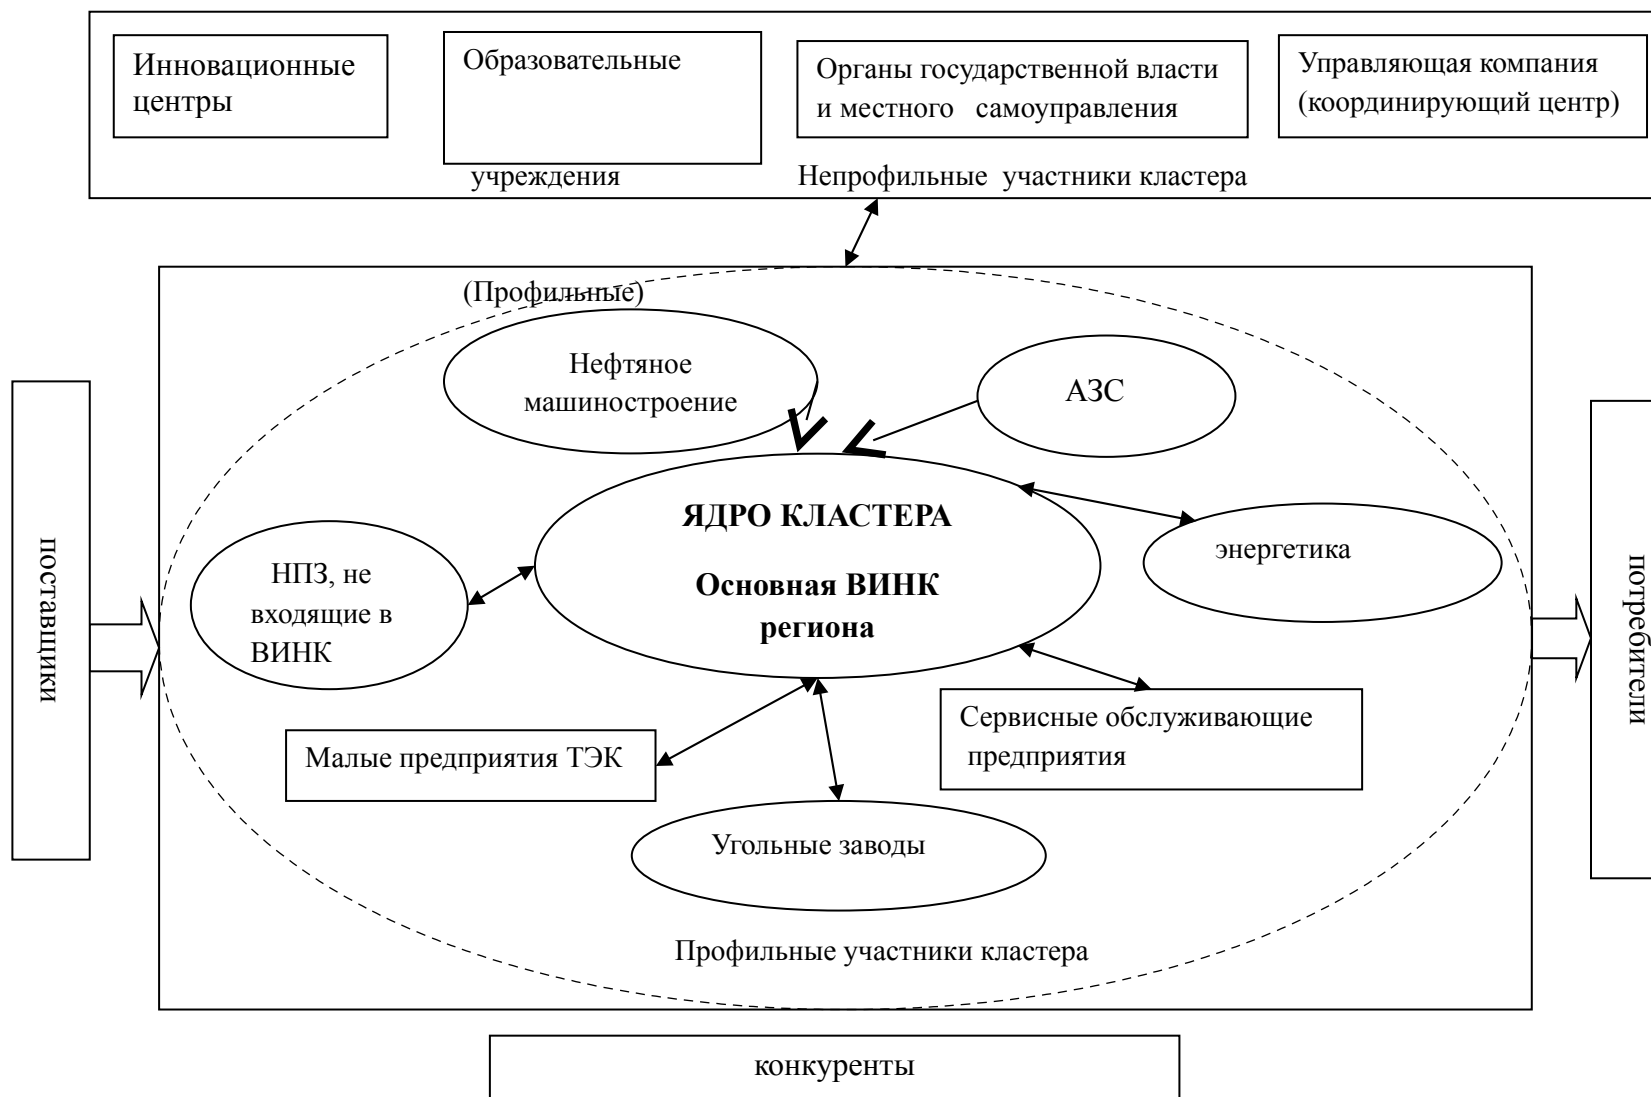 Инновационные
центры
Образовательные
учреждения
Органы государственной власти
и местного самоуправления
Управляющая компания
(координирующий центр)
Непрофильные участники кластера
(Профильные)
Нефтяное
машиностроение
АЗС
поставщики
ЯДРО КЛАСТЕРА
Основная ВИНК
региона
энергетика
НПЗ, не
входящие в
ВИНК
потребители
Малые предприятия ТЭК
Сервисные обслуживающие
предприятия
Угольные заводы
Профильные участники кластера
конкуренты